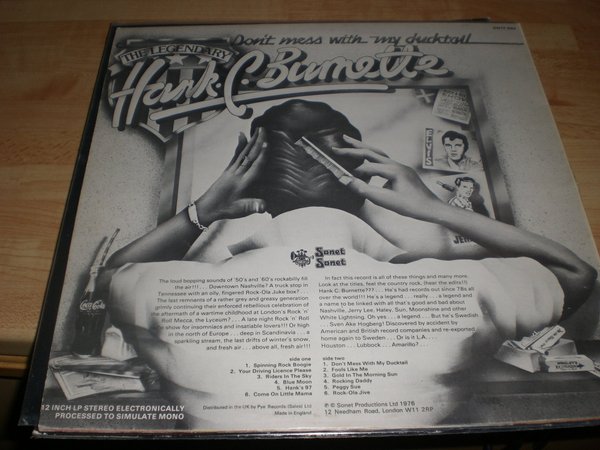 Don't mess with my ducktail
THE LEGENDARY
Hank C. Burnette
ELVIS
Coca-Cola
Sonet
Sonet
The loud bopping sounds of '50's and '60's rockabilly fill
the air!!! . . . Downtown Nashville? A truck stop in
Tennessee with an oily, fingered Rock-Ola Juke box? . . .
The last remnants of a rather grey and greasy generation
grimly continuing their enforced rebellious celebration of
the aftermath of a wartime childhood at London's Rock 'n'
Roll Mecca, the Lyceum? . . . A late night Rock 'n' Roll
show for insomniacs and insatiable lovers!!! Or high
in the north of Europe . . . deep in Scandinavia . . . a
sparkling stream, the last drifts of winter's snow,
and fresh air . . . above all, fresh air!!!
In fact this record is all of these things and many more.
Look at the titles, feel the country rock, (hear the edits!!)
Hank C. Burnette??? . . . He's had records out since 78s all
over the world!!! He's a legend . . . really . . . a legend and
a name to be linked with all that's good and bad about
Nashville, Jerry Lee, Haley, Sun, Moonshine and other
White Lightning. Oh yes . . . a legend . . . But he's Swedish.
Sven Ake Hogberg! Discovered by accident by
American and British record companies and re-exported
home again to Sweden . . . Or is it L.A. . . .
Houston . . . Lubbock . . . Amarillo? . . .
side one
1. Spinning Rock Boogie
2. Your Driving Licence Please
3. Riders In The Sky
4. Blue Moon
5. Hank's 97
6. Come On Little Mama
side two
1. Don't Mess With My Ducktail
2. Fools Like Me
3. Gold In The Morning Sun
4. Rocking Daddy
5. Peggy Sue
6. Rock-Ola-Jive
12 INCH LP STEREO ELECTRONICALLY
PROCESSED TO SIMULATE MONO
Distributed in the UK by Pye Records (Sales) Ltd
Made in England
℗ © Sonet Productions Ltd 1976
12 Needham Road, London W11 2RP